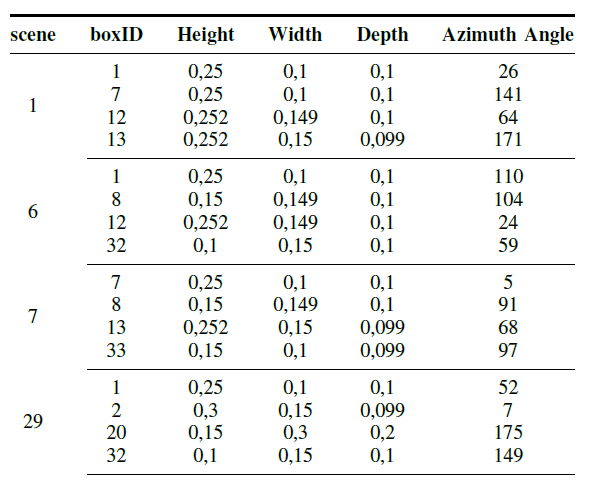 scene boxID Height Width Depth Azimuth Angle
1 0,25 0,1 0,1 26
7 0,25 0,1 0,1 141
1
12 0,252 0,149 0,1 64
13 0,252 0,15 0,099 171
1 0,25 0,1 0,1 110
8 0,15 0,149 0,1 104
6
12 0,252 0,149 0,1 24
32 0,1 0,15 0,1 59
7 0,25 0,1 0,1 5
8 0,15 0,149 0,1 91
7
13 0,252 0,15 0,099 68
33 0,15 0,1 0,099 97
1 0,25 0,1 0,1 52
2 0,3 0,15 0,099 7
29
20 0,15 0,3 0,2 175
32 0,1 0,15 0,1 149